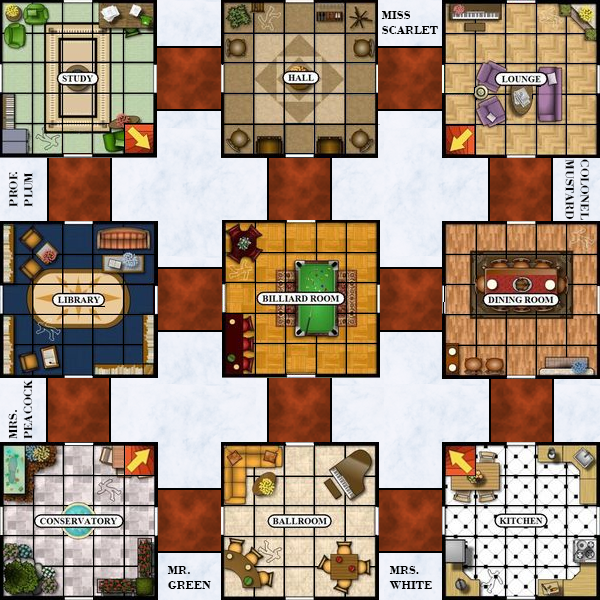 MISS
SCARLET
STUDY
HALL
LOUNGE
PROF.
PLUM
COLONEL
MUSTARD
LIBRARY
BILLIARD ROOM
DINING ROOM
MRS.
PEACOCK
CONSERVATORY
BALLROOM
KITCHEN
MR.
GREEN
MRS.
WHITE